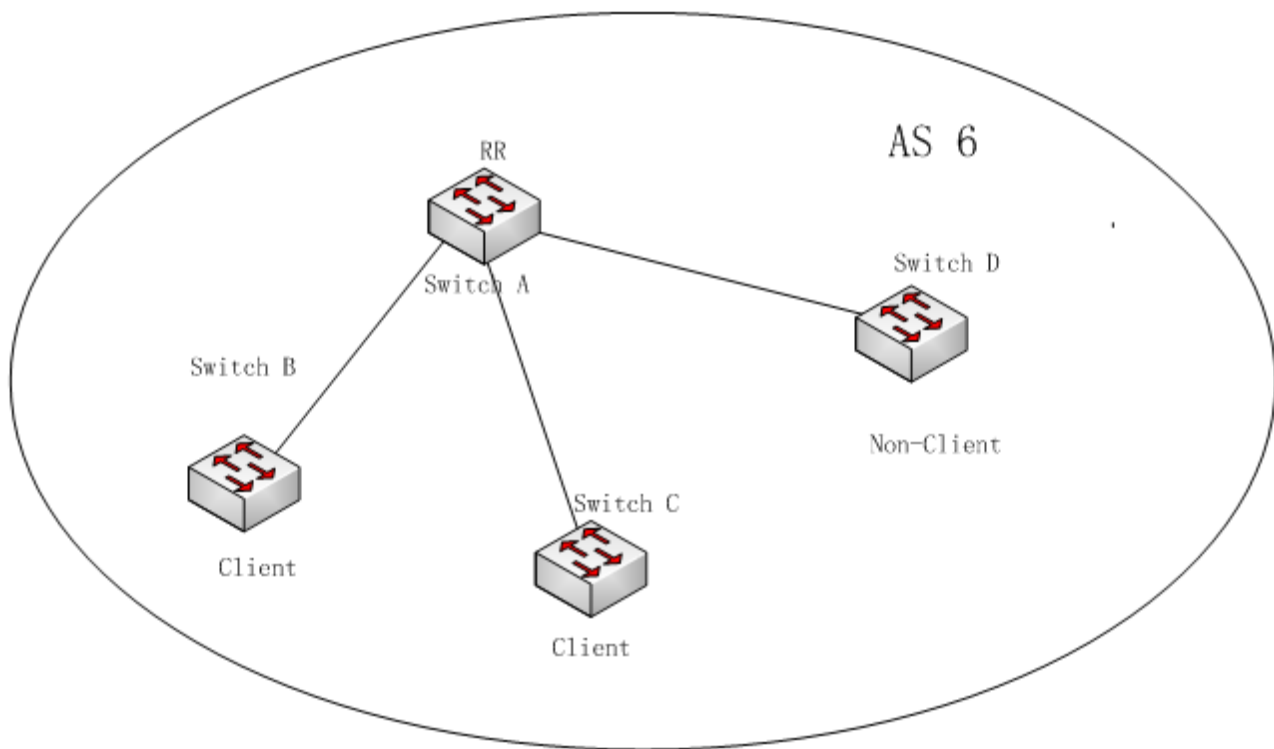 RR
AS 6
Switch A
Switch D
Switch B
Non-Client
Switch C
Client
Client